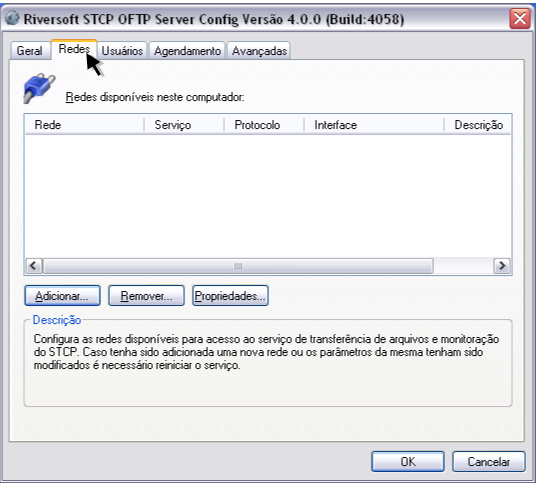 Riversoft STCP OFTP Server Config Versão 4.0.0 (Build:4058)
Geral Redes Usuários Agendamento Avançadas
Redes disponíveis neste computador:
Rede Serviço Protocolo Interface Descrição
Adicionar... Remover... Propriedades...
Descrição
Configura as redes disponíveis para acesso ao serviço de transferência de arquivos e monitoração
do STCP. Caso tenha sido adicionada uma nova rede ou os parâmetros da mesma tenham sido
modificados é necessário reiniciar o serviço.
OK Cancelar